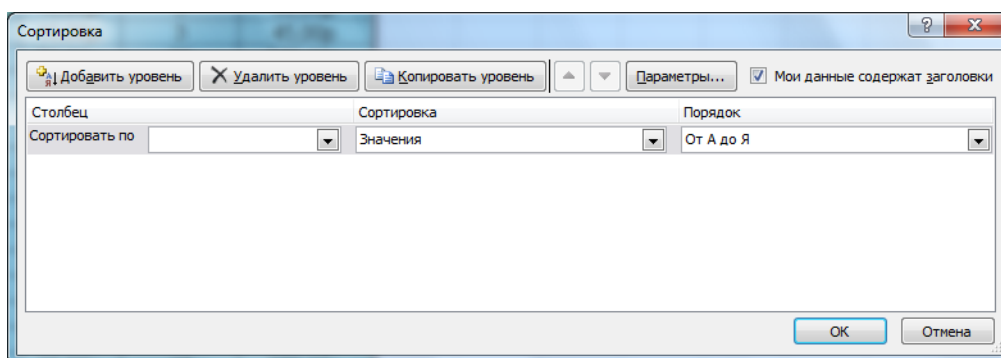 Сортировка
Добавить уровень Удалить уровень Копировать уровень Параметры... Мои данные содержат заголовки
Столбец Сортировка Порядок
Сортировать по Значения От А до Я
ОК Отмена